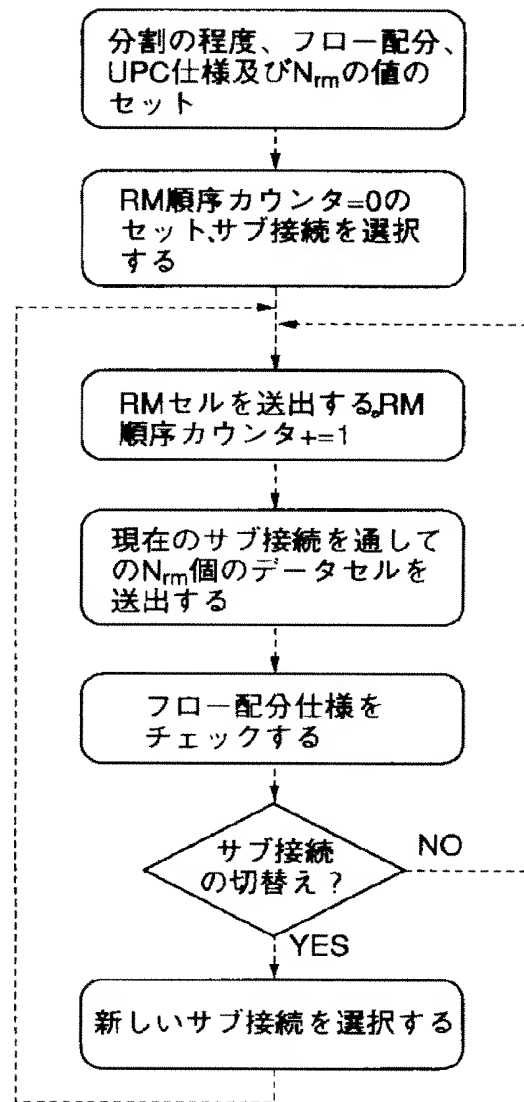 分割の程度、フロー配分、
UPC仕様及びNrmの値の
セット
RM順序カウンタ=0の
セット、サブ接続を選択
する
RMセルを送出する。RM
順序カウンタ+=1
現在のサブ接続を通して
のNrm個のデータセルを
送出する
フロー配分仕様を
チェックする
サブ接続
の切替え?
NO
YES
新しいサブ接続を選択する